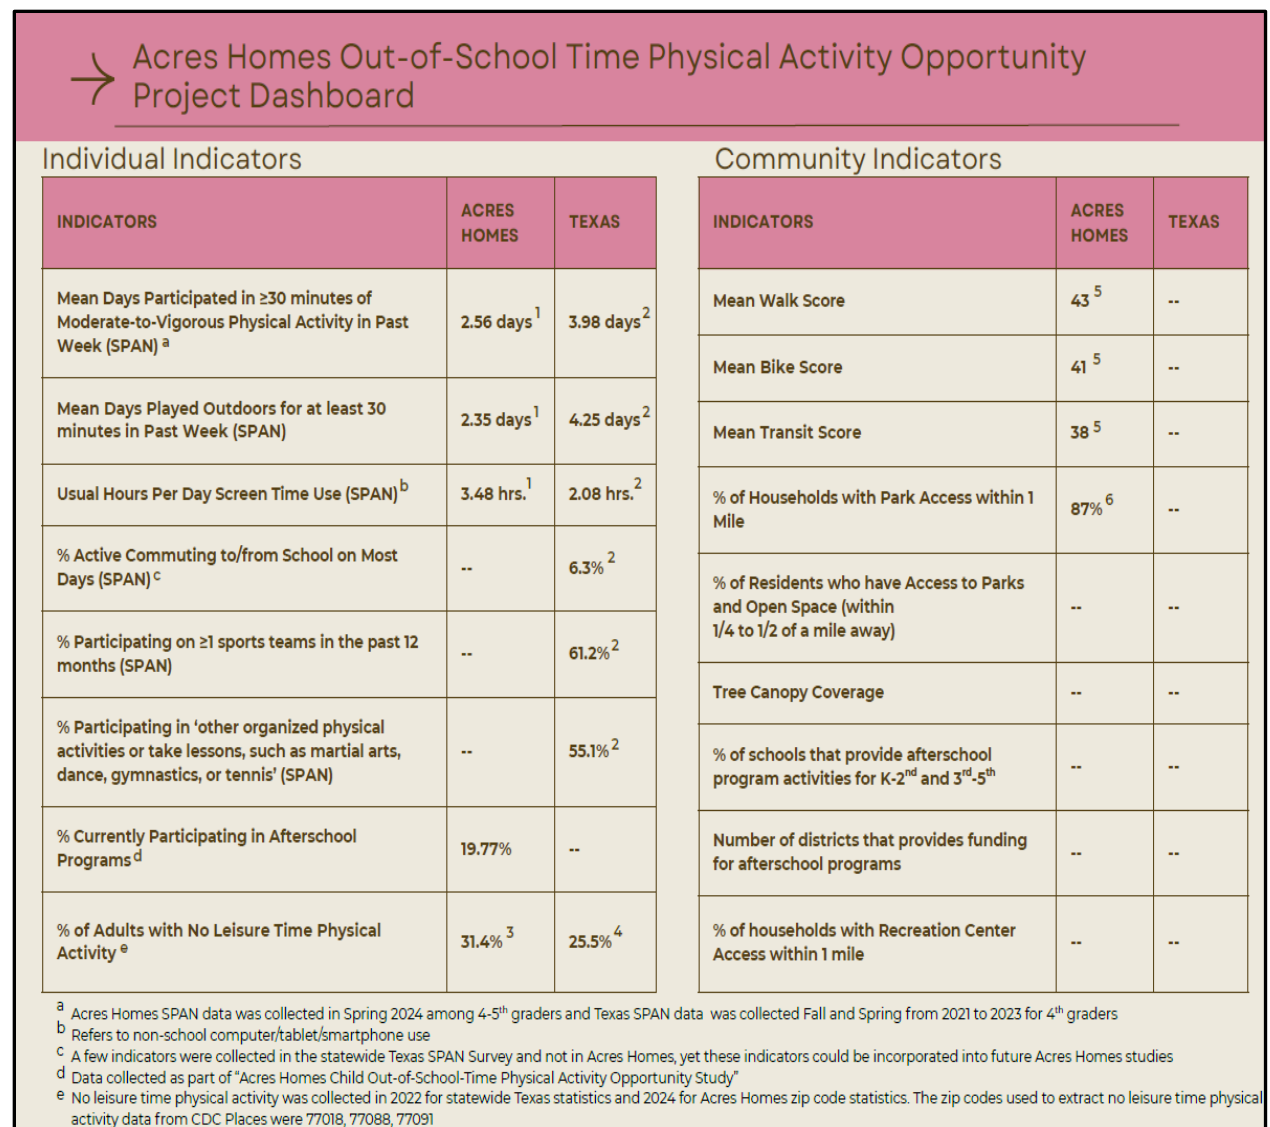 Acres Homes Out-of-School Time Physical Activity Opportunity
Project Dashboard
Individual Indicators
INDICATORS
ACRES
HOMES
TEXAS
Mean Days Participated in ≥30 minutes of
Moderate-to-Vigorous Physical Activity in Past
Week (SPAN) a
2.56 days 1
3.98 days 2
Mean Days Played Outdoors for at least 30
minutes in Past Week (SPAN)
2.35 days 1
4.25 days 2
Usual Hours Per Day Screen Time Use (SPAN) b
3.48 hrs. 1
2.08 hrs. 2
% Active Commuting to/from School on Most
Days (SPAN) c
--
6.3% 2
% Participating on ≥1 sports teams in the past 12
months (SPAN)
--
61.2% 2
% Participating in ‘other organized physical
activities or take lessons, such as martial arts,
dance, gymnastics, or tennis’ (SPAN)
--
55.1% 2
% Currently Participating in Afterschool
Programs d
19.77%
--
% of Adults with No Leisure Time Physical
Activity e
31.4% 3
25.5% 4
Community Indicators
INDICATORS
ACRES
HOMES
TEXAS
Mean Walk Score
43 5
--
Mean Bike Score
41 5
--
Mean Transit Score
38 5
--
% of Households with Park Access within 1
Mile
87% 6
--
% of Residents who have Access to Parks
and Open Space (within
1/4 to 1/2 of a mile away)
--
--
Tree Canopy Coverage
--
--
% of schools that provide afterschool
program activities for K-2nd and 3rd-5th
--
--
Number of districts that provides funding
for afterschool programs
--
--
% of households with Recreation Center
Access within 1 mile
--
--
a Acres Homes SPAN data was collected in Spring 2024 among 4-5th graders and Texas SPAN data was collected Fall and Spring from 2021 to 2023 for 4th graders
b Refers to non-school computer/tablet/smartphone use
c A few indicators were collected in the statewide Texas SPAN Survey and not in Acres Homes, yet these indicators could be incorporated into future Acres Homes studies
d Data collected as part of “Acres Homes Child Out-of-School-Time Physical Activity Opportunity Study”
e No leisure time physical activity was collected in 2022 for statewide Texas statistics and 2024 for Acres Homes zip code statistics. The zip codes used to extract no leisure time physical
activity data from CDC Places were 77018, 77088, 77091